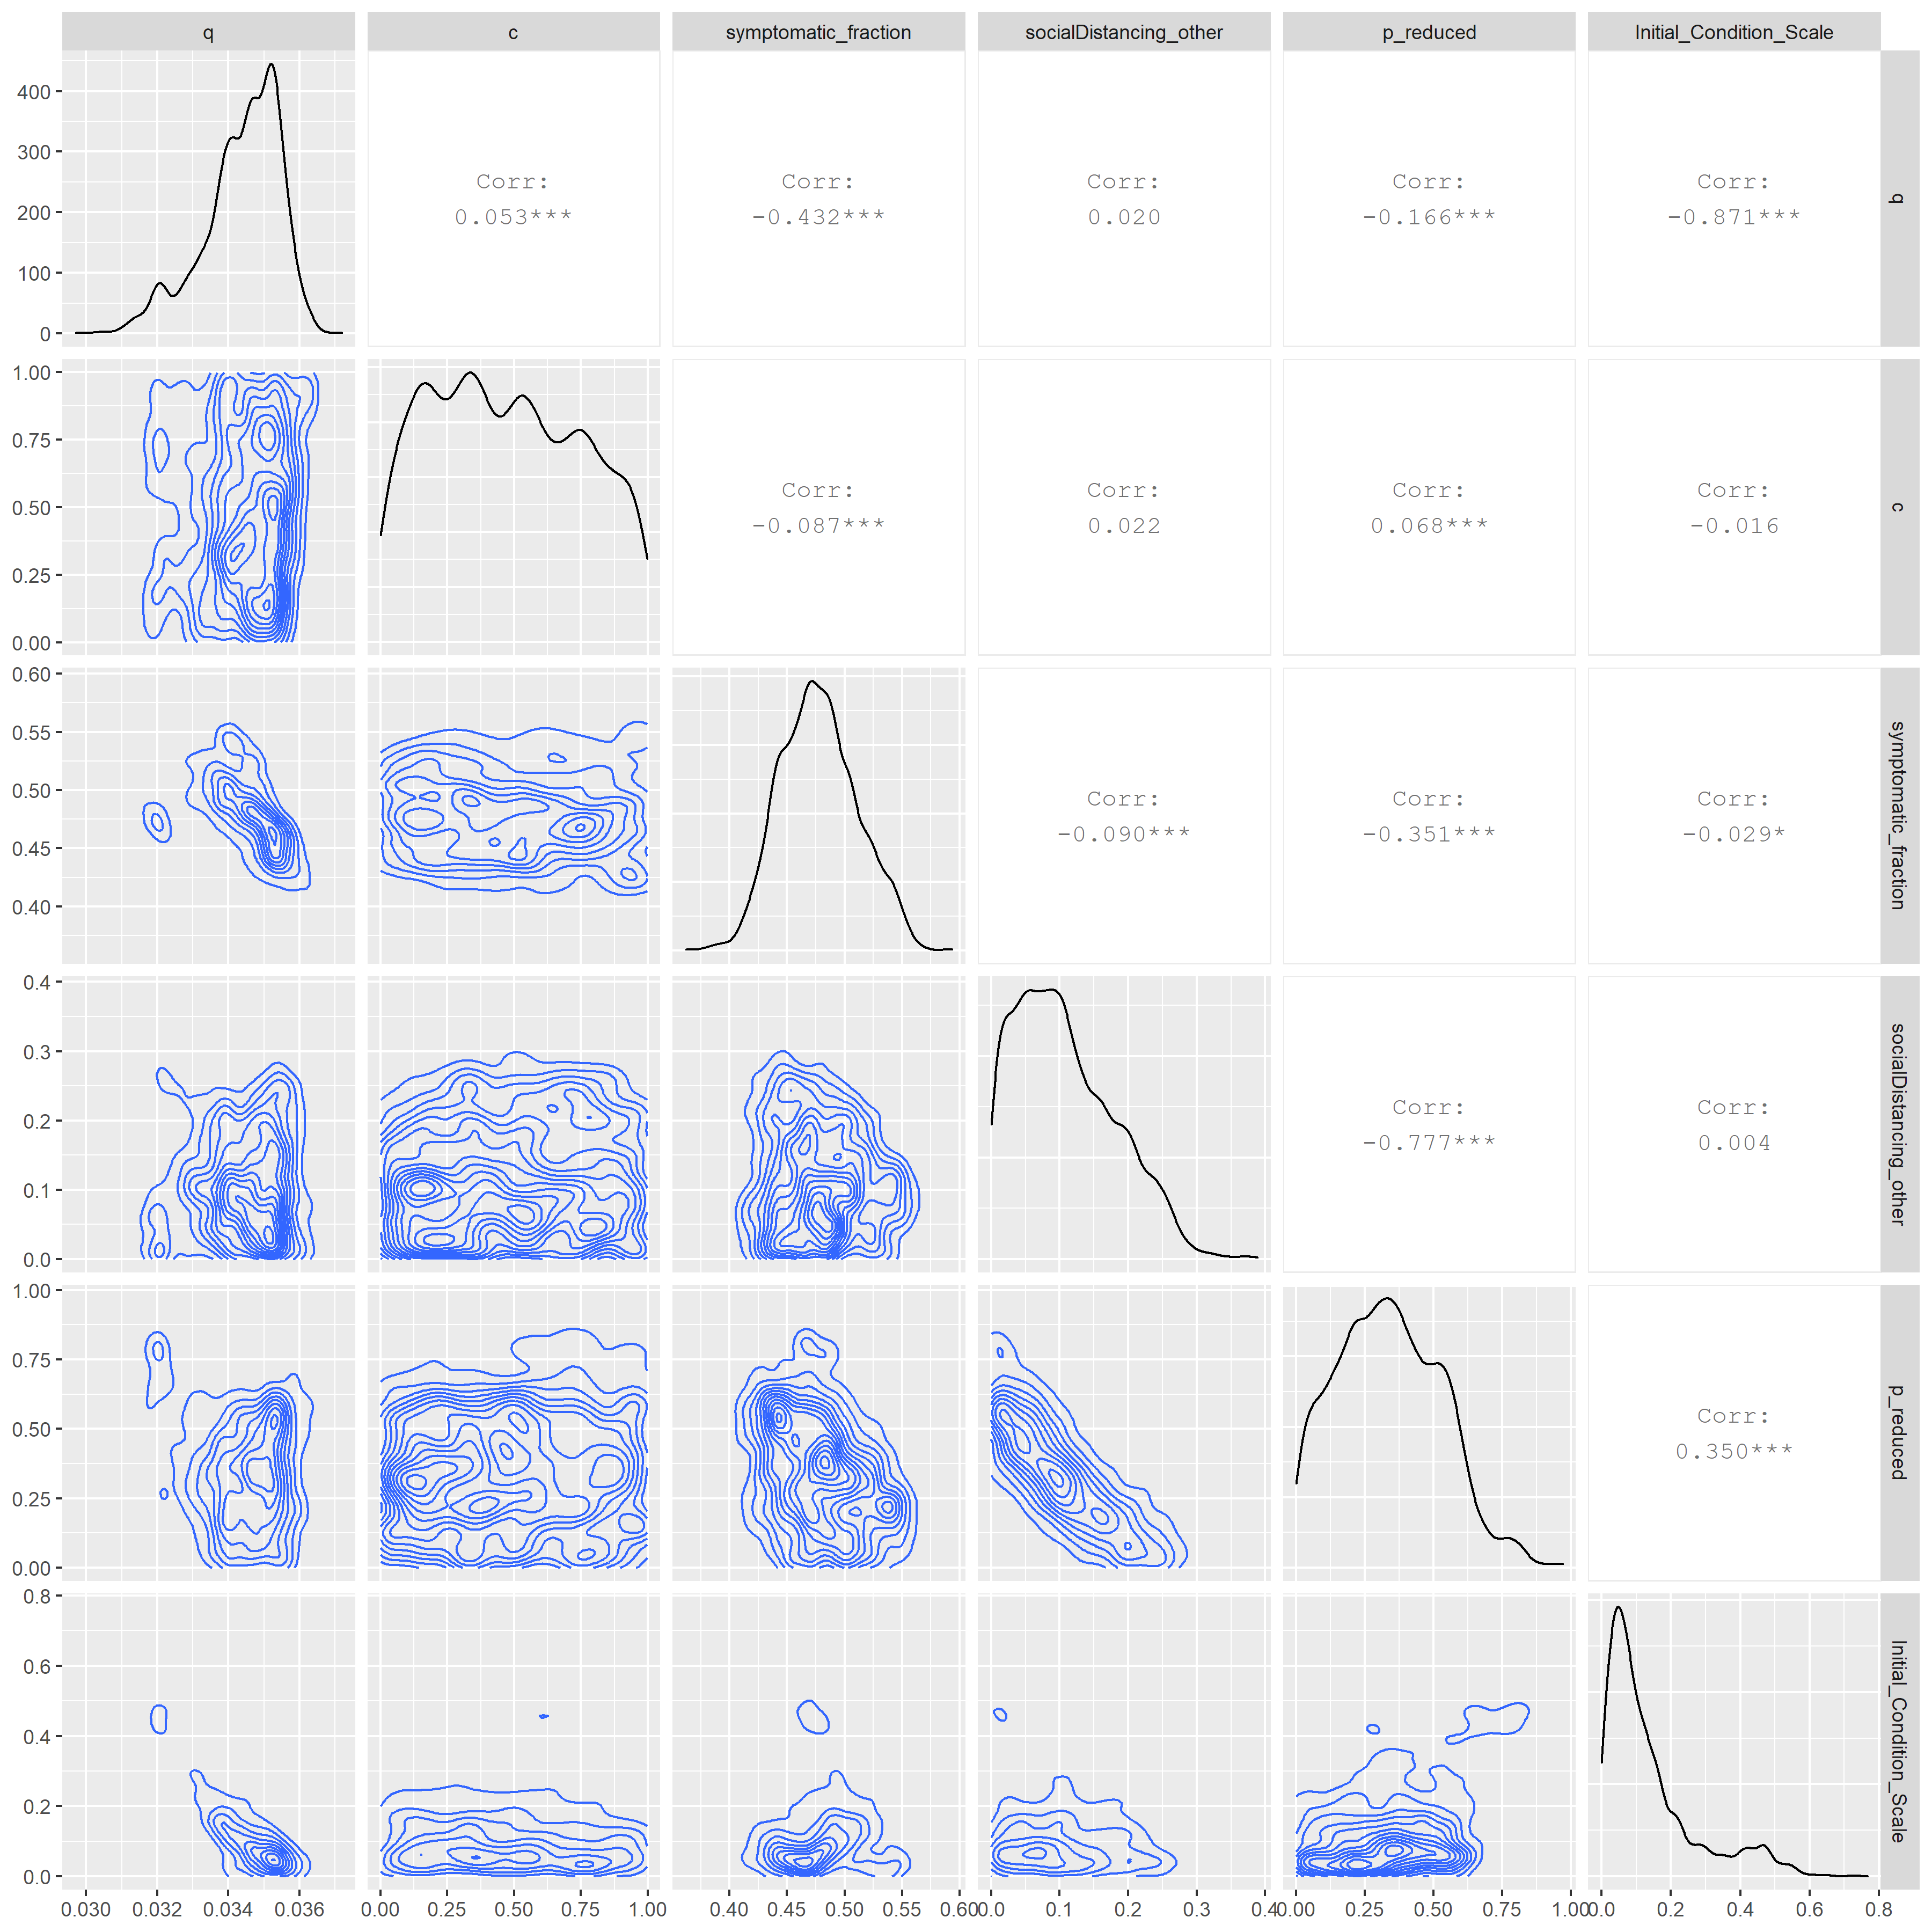 q c symptomatic_fraction socialDistancing_other p_reduced Initial_Condition_Scale
400
300
200
100
0
Corr:
0.053***
Corr:
-0.432***
Corr:
0.020
Corr:
-0.166***
Corr:
-0.871***
q
1.00
0.75
0.50
0.25
0.00
Corr:
-0.087***
Corr:
0.022
Corr:
0.068***
Corr:
-0.016
c
0.60
0.55
0.50
0.45
0.40
Corr:
-0.090***
Corr:
-0.351***
Corr:
-0.029*
symptomatic_fraction
0.4
0.3
0.2
0.1
0.0
Corr:
-0.777***
Corr:
0.004
socialDistancing_other
1.00
0.75
0.50
0.25
0.00
Corr:
0.350***
p_reduced
0.8
0.6
0.4
0.2
0.0
Initial_Condition_Scale
0.030 0.032 0.034 0.036 0.00 0.25 0.50 0.75 1.00 0.40 0.45 0.50 0.55 0.60 0.0 0.1 0.2 0.3 0.4 0.00 0.25 0.50 0.75 1.00 0.0 0.2 0.4 0.6 0.8